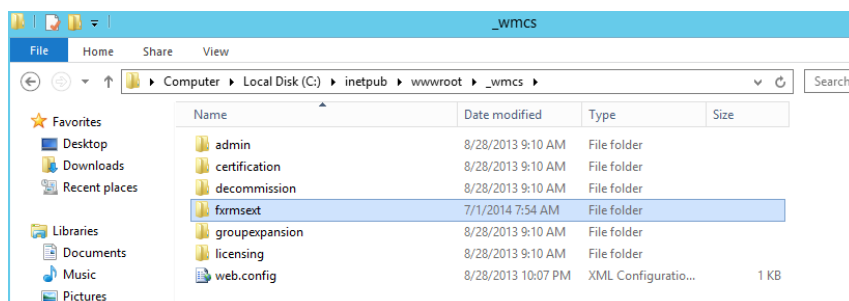 _wmcs
File Home Share View
Computer Local Disk (C:) inetpub wwwroot _wmcs Search
Favorites
Desktop
Downloads
Recent places
Libraries
Documents
Music
Pictures
Name Date modified Type Size
admin 8/28/2013 9:10 AM File folder
certification 8/28/2013 9:10 AM File folder
decommission 8/28/2013 9:10 AM File folder
fxrmsext 7/1/2014 7:54 AM File folder
groupexpansion 8/28/2013 9:10 AM File folder
licensing 8/28/2013 9:10 AM File folder
web.config 8/28/2013 10:07 PM XML Configuratio... 1 KB